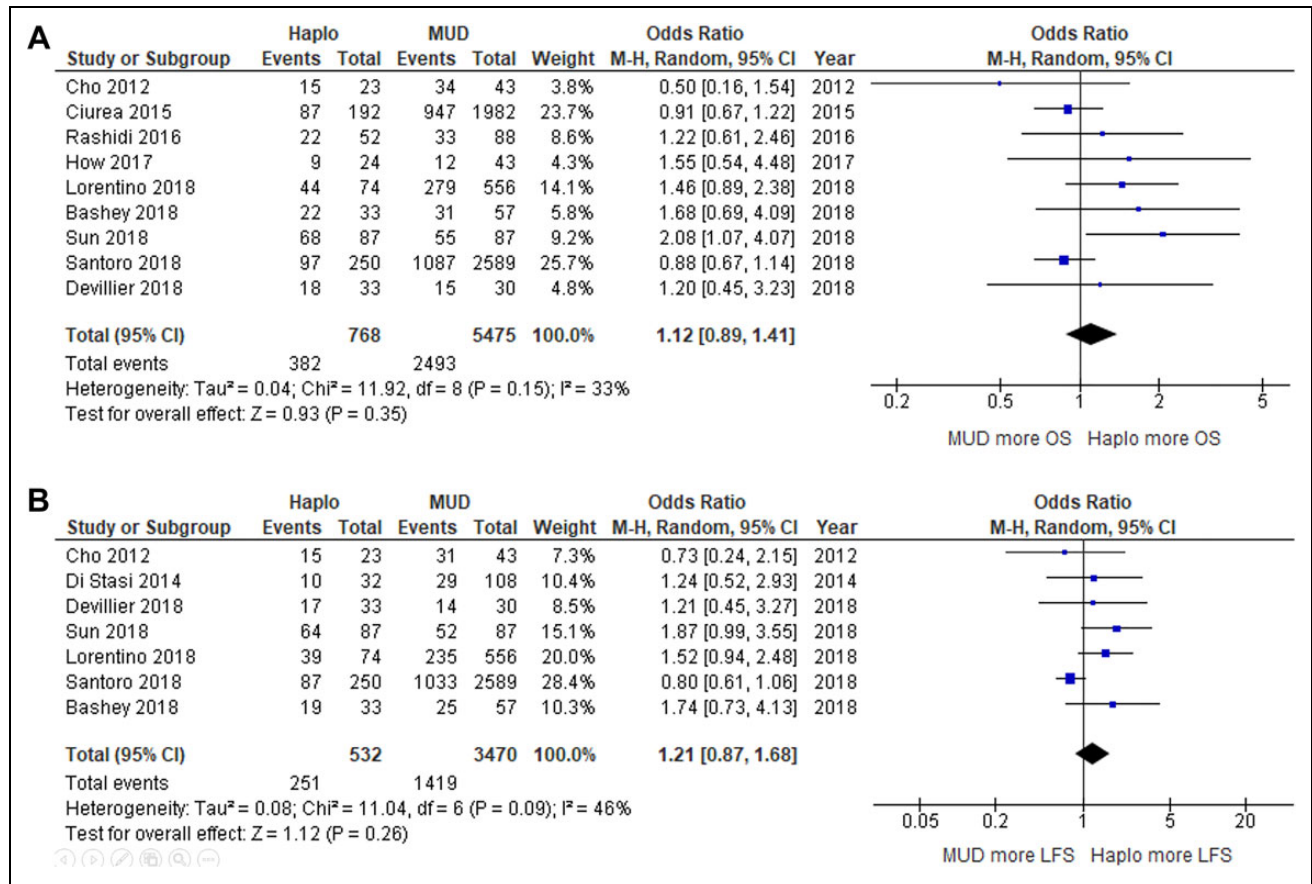 A
Haplo MUD Odds Ratio Odds Ratio
Study or Subgroup Events Total Events Total Weight M-H, Random, 95% CI Year M-H, Random, 95% CI
Cho 2012 15 23 34 43 3.8% 0.50 [0.16, 1.54] 2012
Ciurea 2015 87 192 947 1982 23.7% 0.91 [0.67, 1.22] 2015
Rashidi 2016 22 52 33 88 8.6% 1.22 [0.61, 2.46] 2016
How 2017 9 24 12 43 4.3% 1.55 [0.54, 4.48] 2017
Lorentino 2018 44 74 279 556 14.1% 1.46 [0.89, 2.38] 2018
Bashey 2018 22 33 31 57 5.8% 1.68 [0.69, 4.09] 2018
Sun 2018 68 87 55 87 9.2% 2.08 [1.07, 4.07] 2018
Santoro 2018 97 250 1087 2589 25.7% 0.88 [0.67, 1.14] 2018
Devillier 2018 18 33 15 30 4.8% 1.20 [0.45, 3.23] 2018
Total (95% CI) 768 5475 100.0% 1.12 [0.89, 1.41]
Total events 382 2493
Heterogeneity: Tau² = 0.04; Chi² = 11.92, df = 8 (P = 0.15); I² = 33%
Test for overall effect: Z = 0.93 (P = 0.35)
0.2 0.5 1 2 5
MUD more OS Haplo more OS
B
Haplo MUD Odds Ratio Odds Ratio
Study or Subgroup Events Total Events Total Weight M-H, Random, 95% CI Year M-H, Random, 95% CI
Cho 2012 15 23 31 43 7.3% 0.73 [0.24, 2.15] 2012
Di Stasi 2014 10 32 29 108 10.4% 1.24 [0.52, 2.93] 2014
Devillier 2018 17 33 14 30 8.5% 1.21 [0.45, 3.27] 2018
Sun 2018 64 87 52 87 15.1% 1.87 [0.99, 3.55] 2018
Lorentino 2018 39 74 235 556 20.0% 1.52 [0.94, 2.48] 2018
Santoro 2018 87 250 1033 2589 28.4% 0.80 [0.61, 1.06] 2018
Bashey 2018 19 33 25 57 10.3% 1.74 [0.73, 4.13] 2018
Total (95% CI) 532 3470 100.0% 1.21 [0.87, 1.68]
Total events 251 1419
Heterogeneity: Tau² = 0.08; Chi² = 11.04, df = 6 (P = 0.09); I² = 46%
Test for overall effect: Z = 1.12 (P = 0.26)
0.05 0.2 1 5 20
MUD more LFS Haplo more LFS